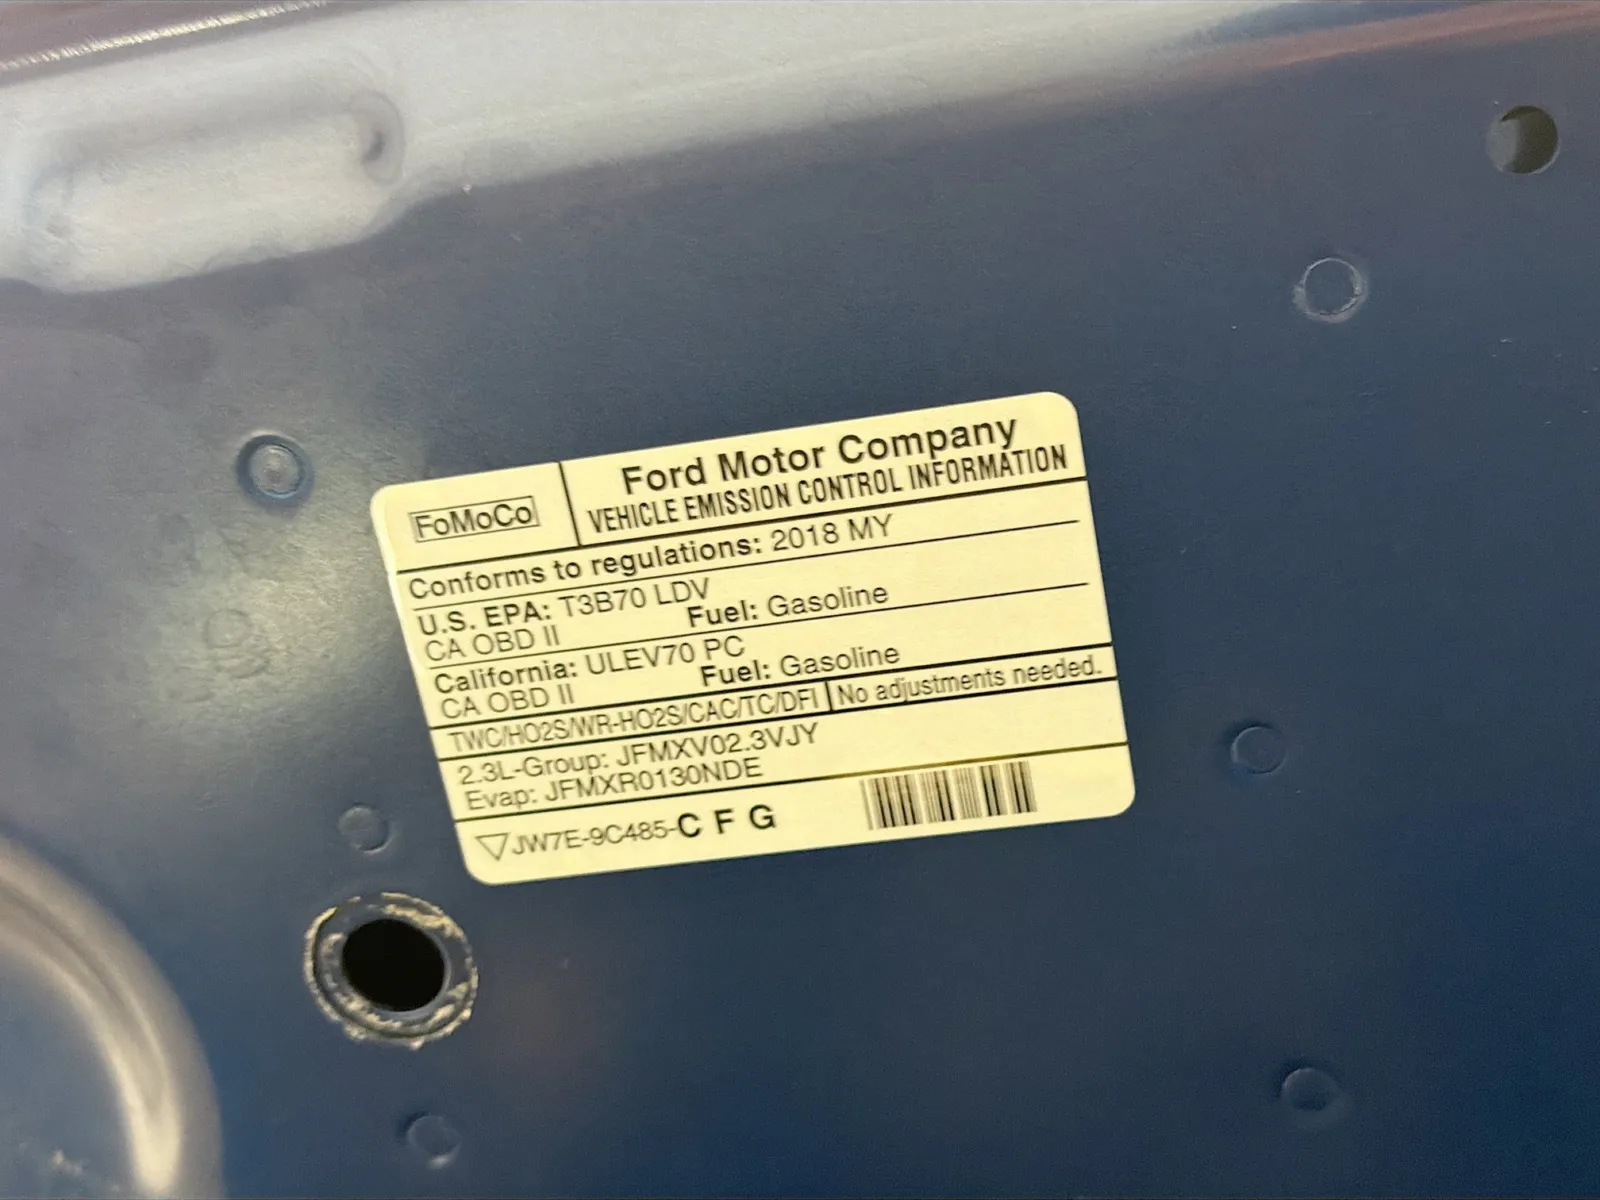 FoMoCo
Ford Motor Company
VEHICLE EMISSION CONTROL INFORMATION
Conforms to regulations: 2018 MY
U.S. EPA: T3B70 LDV
CA OBD II Fuel: Gasoline
California: ULEV70 PC
CA OBD II Fuel: Gasoline
TWC/HO2S/WR-HO2S/CAC/TC/DFI No adjustments needed.
2.3L-Group: JFMXV02.3VJY
Evap: JFMXR0130NDE
JW7E-9C485-C F G